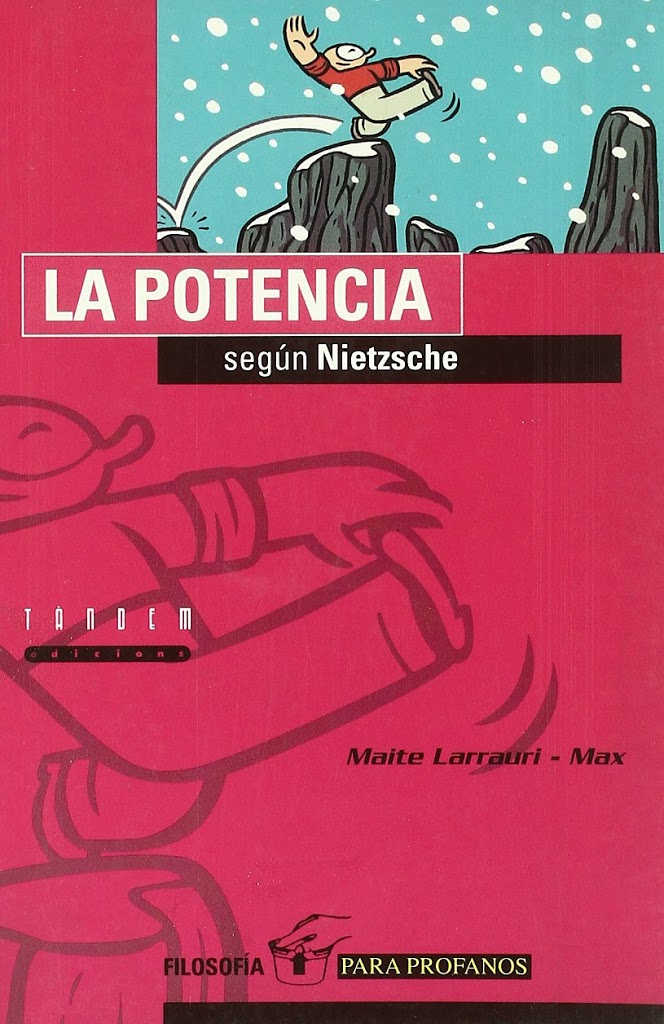 LA POTENCIA
según Nietzsche
TÀNDEM
edicions
Maite Larrauri - Max
FILOSOFÍA PARA PROFANOS